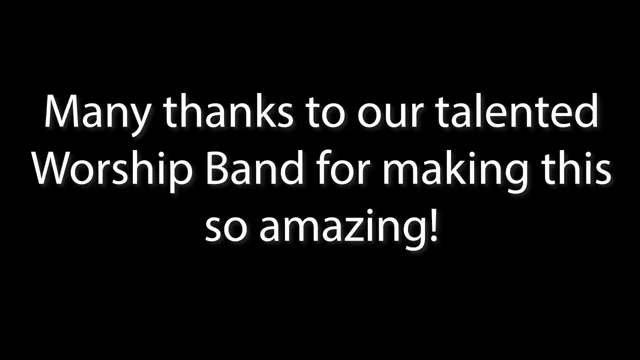 Many thanks to our talented
Worship Band for making this
so amazing!